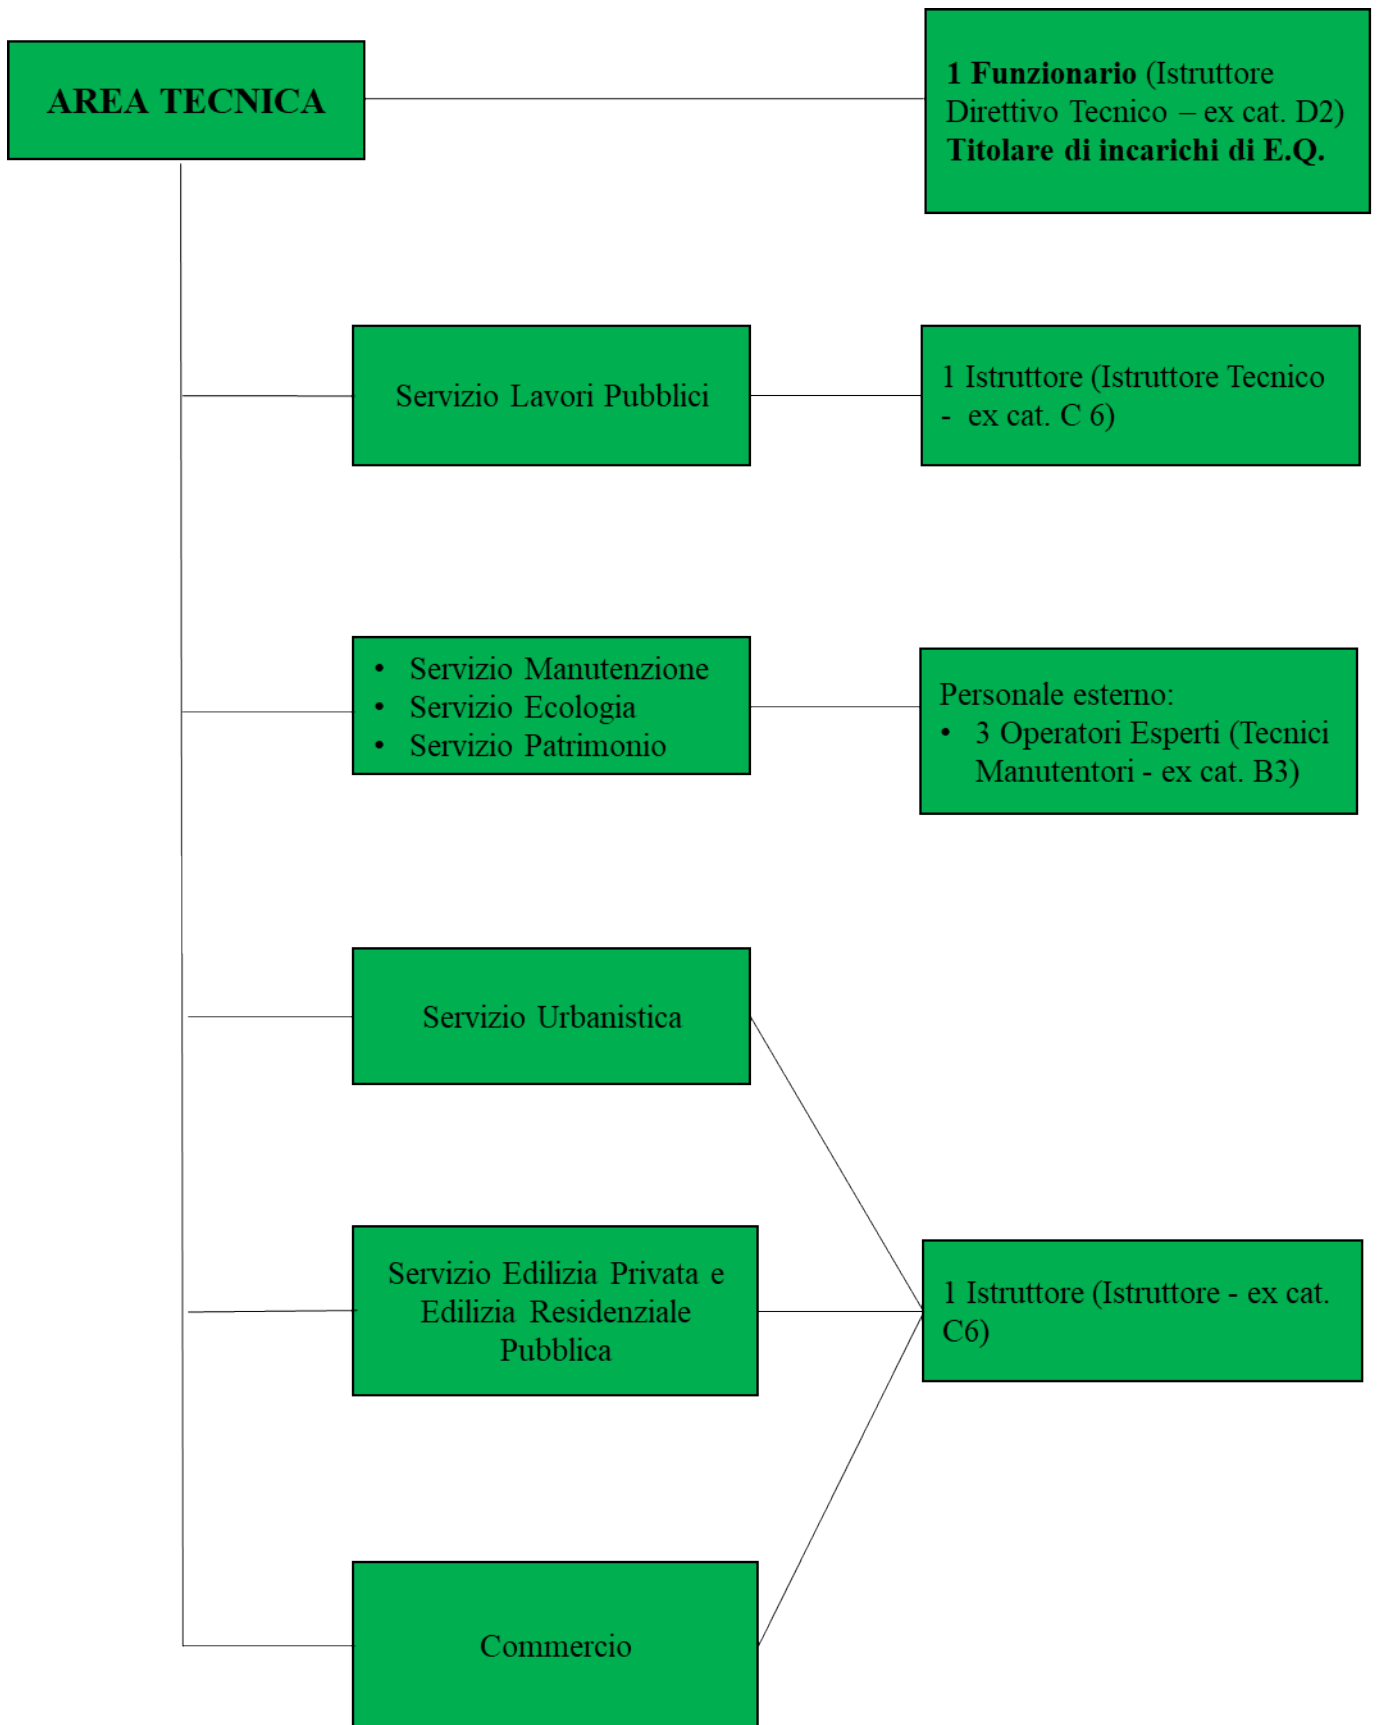 AREA TECNICA
1 Funzionario (Istruttore
Direttivo Tecnico – ex cat. D2)
Titolare di incarichi di E.Q.
Servizio Lavori Pubblici
1 Istruttore (Istruttore Tecnico
- ex cat. C 6)
• Servizio Manutenzione
• Servizio Ecologia
• Servizio Patrimonio
Personale esterno:
• 3 Operatori Esperti (Tecnici
Manutentori - ex cat. B3)
Servizio Urbanistica
Servizio Edilizia Privata e
Edilizia Residenziale
Pubblica
1 Istruttore (Istruttore - ex cat.
C6)
Commercio